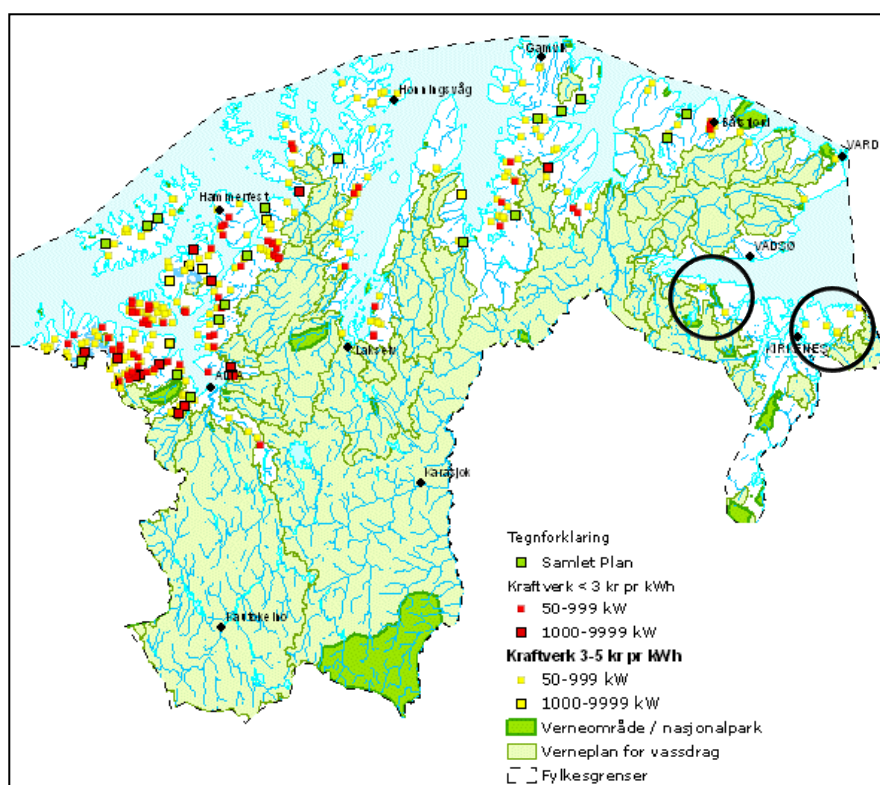 Gamvik
Honningsvåg
Båtsfjord
VARD
Hammerfest
VADSØ
KIRKENES
Lakselv
ALTA
Karasjok
Kautokeino
Tegnforklaring
Samlet Plan
Kraftverk < 3 kr pr kWh
50-999 kW
1000-9999 kW
Kraftverk 3-5 kr pr kWh
50-999 kW
1000-9999 kW
Verneområde / nasjonalpark
Verneplan for vassdrag
Fylkesgrenser